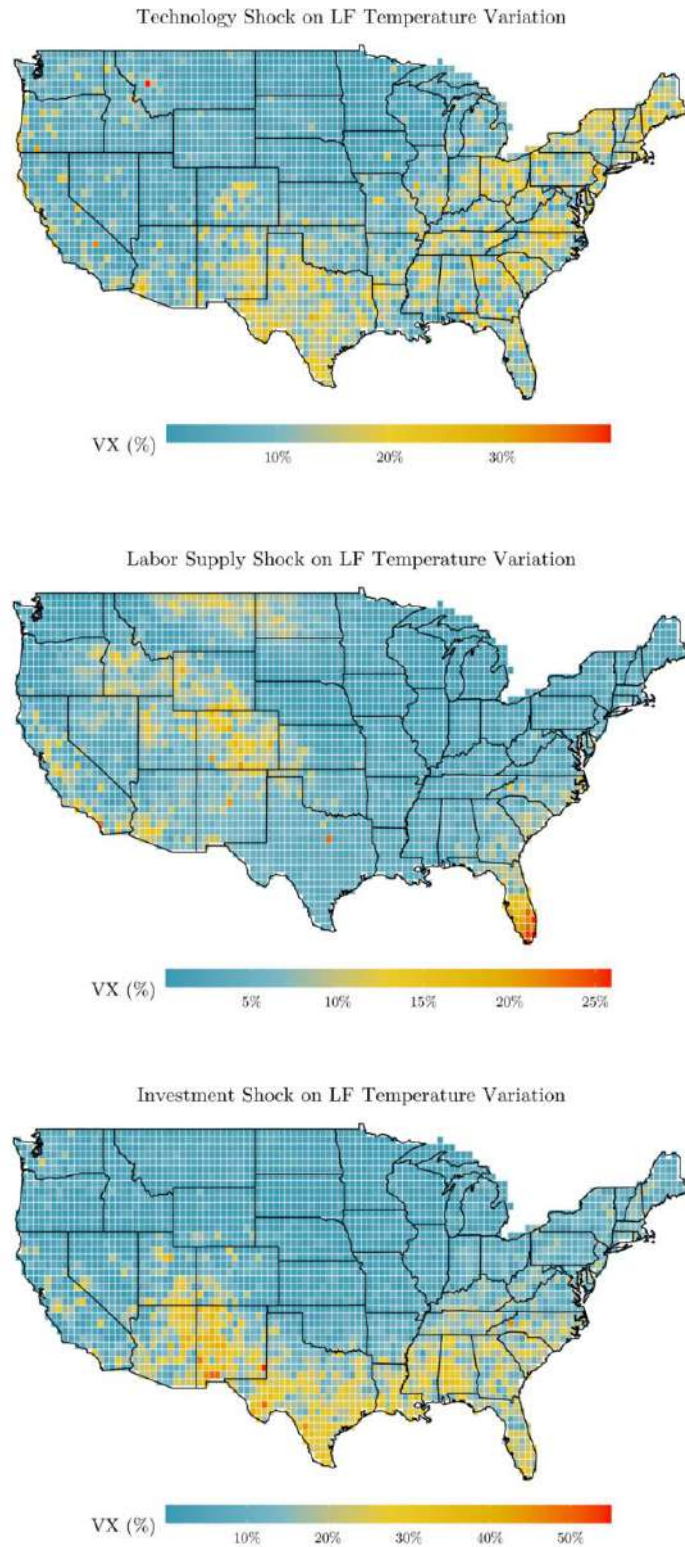 Technology Shock on LF Temperature Variation
VX (%)
10% 20% 30%
Labor Supply Shock on LF Temperature Variation
VX (%)
5% 10% 15% 20% 25%
Investment Shock on LF Temperature Variation
VX (%)
10% 20% 30% 40% 50%